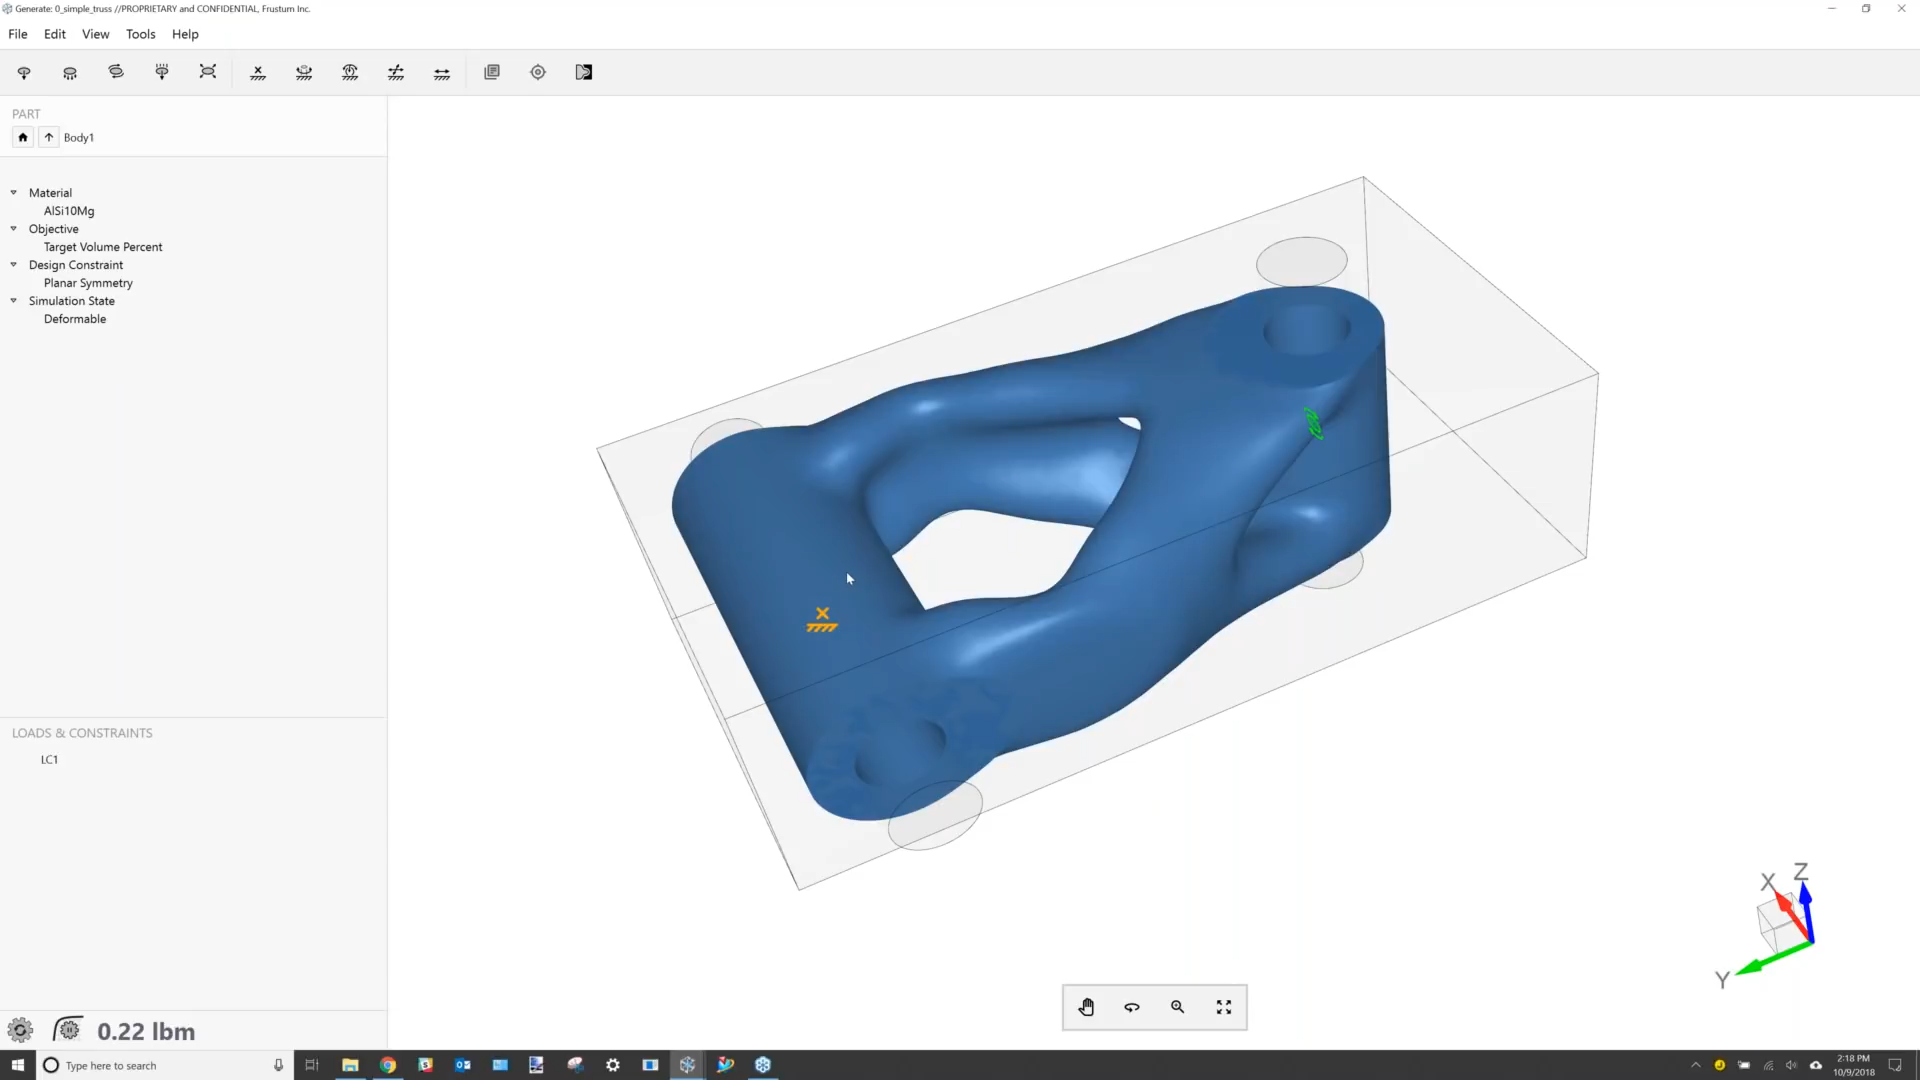 Generate: 0_simple_truss //PROPRIETARY and CONFIDENTIAL, Frustum Inc.
File Edit View Tools Help
PART
Body1
Material
AlSi10Mg
Objective
Target Volume Percent
Design Constraint
Planar Symmetry
Simulation State
Deformable
LOADS & CONSTRAINTS
LC1
X Z
Y
0.22 lbm
Type here to search
2:18 PM
10/9/2018